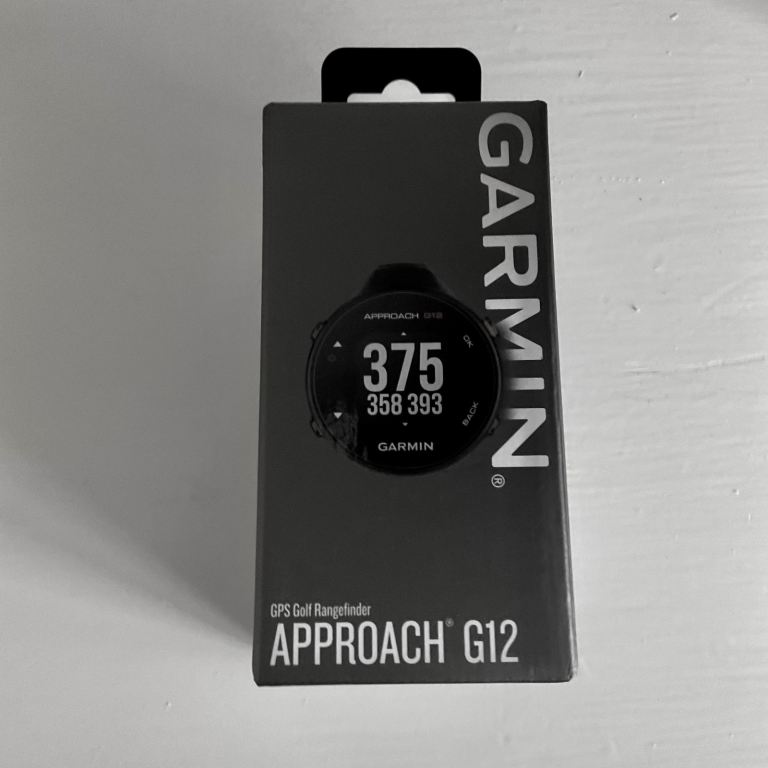 GARMIN®
APPROACH G12
OK
375
358 393
BACK
GARMIN
GPS Golf Rangefinder
APPROACH® G12